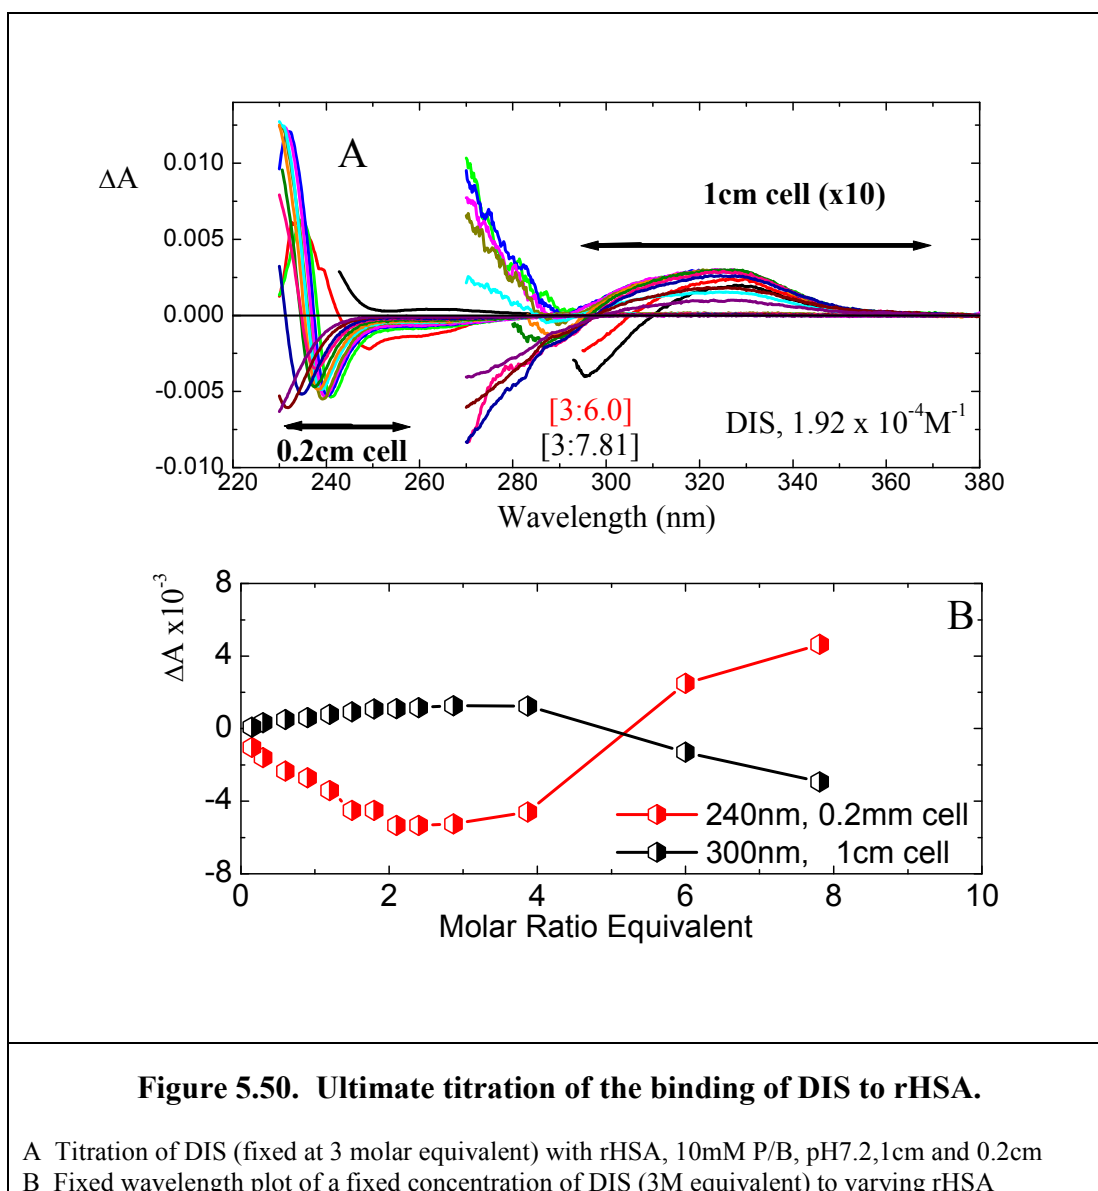 A
ΔA
1cm cell (x10)
0.010
0.005
0.000
-0.005
-0.010
[3:6.0]
[3:7.81]
DIS, 1.92 x 10-4M-1
0.2cm cell
220 240 260 280 300 320 340 360 380
Wavelength (nm)
B
ΔA x10-3
8
4
0
-4
-8
240nm, 0.2mm cell
300nm, 1cm cell
0 2 4 6 8 10
Molar Ratio Equivalent
Figure 5.50. Ultimate titration of the binding of DIS to rHSA.
A Titration of DIS (fixed at 3 molar equivalent) with rHSA, 10mM P/B, pH7.2,1cm and 0.2cm
B Fixed wavelength plot of a fixed concentration of DIS (3M equivalent) to varying rHSA